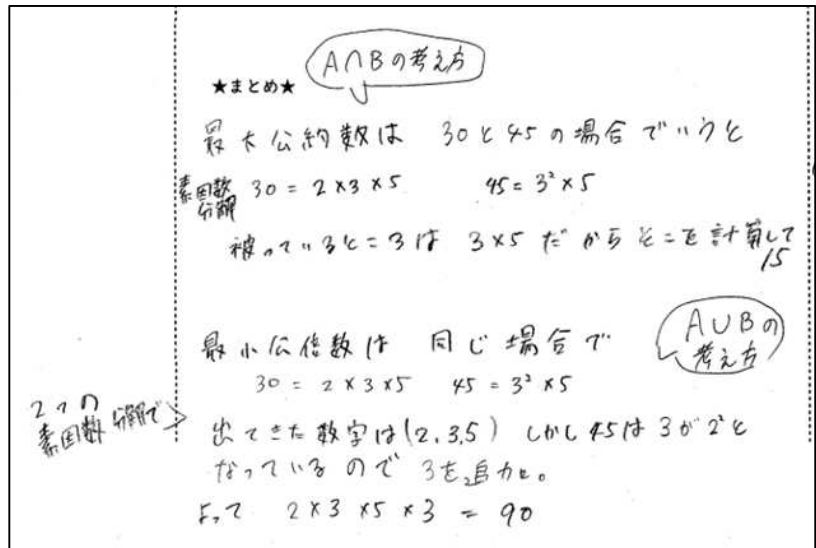 A∩Bの考え方
★まとめ★
最大公約数は 30と45の場合でいうと
素因数分解 30 = 2×3×5 45 = 3²×5
被っているところは 3×5 だからそこを計算して15
A∪Bの考え方
最小公倍数は 同じ場合で
30 = 2×3×5 45 = 3²×5
2つの素因数分解で
出てきた数字は(2,3,5) しかし45は3が2こと
なっているので3を追加。
よって 2×3×5×3 = 90